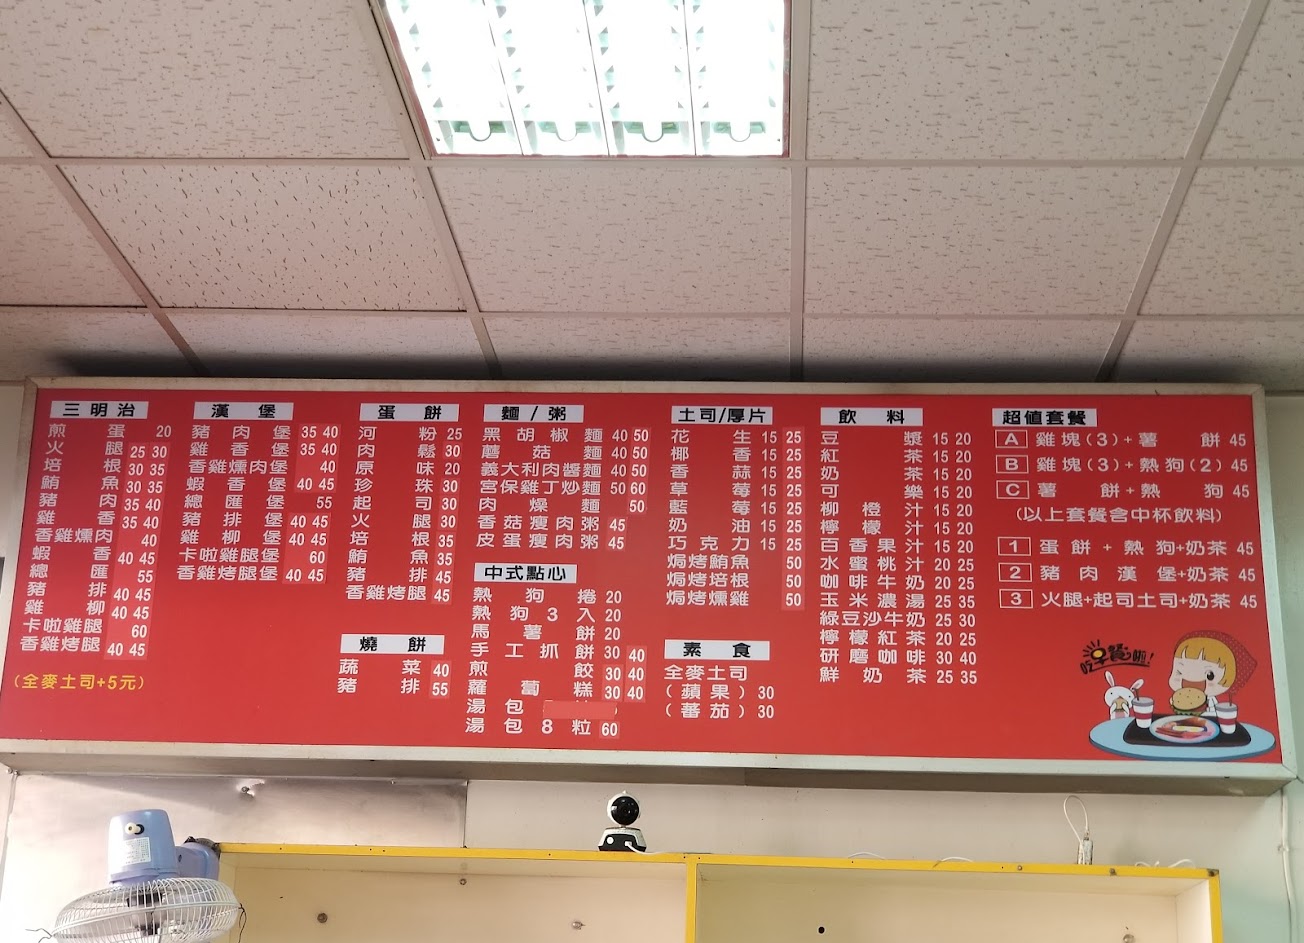 三明治
煎蛋 20
火腿 25 30
培根 30 35
鮪魚 30 35
豬肉 35 40
雞香 35 40
香雞燻肉 40
蝦香 40 45
總匯 55
豬排 40 45
雞柳 40 45
卡啦雞腿 60
香雞烤腿 40 45
(全麥土司+5元)
漢堡
豬肉堡 35 40
雞香堡 35 40
香雞燻肉堡 40
蝦香堡 40 45
總匯堡 55
豬排堡 40 45
雞柳堡 40 45
卡啦雞腿堡 60
香雞烤腿堡 40 45
蛋餅
河粉 25
肉鬆 30
原味 20
珍珠 30
起司 30
火腿 30
培根 35
鮪魚 35
豬排 45
香雞烤腿 45
燒餅
蔬菜 40
豬排 55
麵/粥
黑胡椒麵 40 50
蘑菇麵 40 50
義大利肉醬麵 40 50
宮保雞丁炒麵 50 60
肉燥麵 50
香菇瘦肉粥 45
皮蛋瘦肉粥 45
中式點心
熱狗捲 20
熱狗3入 20
馬薯餅 20
手工抓餅 30 40
煎餃 30 40
蘿蔔糕 30 40
湯包
湯包8粒 60
土司/厚片
花生 15 25
椰香 15 25
香蒜 15 25
草莓 15 25
藍莓 15 25
奶油 15 25
巧克力 15 25
焗烤鮪魚 50
焗烤培根 50
焗烤燻雞 50
素食
全麥土司
(蘋果) 30
(蕃茄) 30
飲料
豆漿 15 20
紅茶 15 20
奶茶 15 20
可樂 15 20
柳橙汁 15 20
檸檬汁 15 20
百香果汁 15 20
水蜜桃汁 20 25
咖啡牛奶 20 25
玉米濃湯 25 35
綠豆沙牛奶 25 30
檸檬紅茶 20 25
研磨咖啡 30 40
鮮奶茶 25 35
超值套餐
A 雞塊(3)+薯餅 45
B 雞塊(3)+熱狗(2) 45
C 薯餅+熱狗 45
(以上套餐含中杯飲料)
1 蛋餅+熱狗+奶茶 45
2 豬肉漢堡+奶茶 45
3 火腿+起司土司+奶茶 45
吃早餐啦!